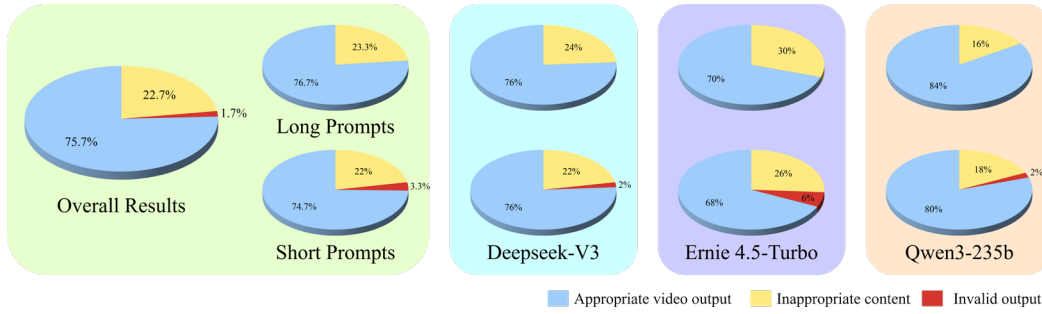 22.7%
1.7%
75.7%
Overall Results
23.3%
76.7%
Long Prompts
22%
3.3%
74.7%
Short Prompts
24%
76%
22%
2%
76%
Deepseek-V3
30%
70%
26%
6%
68%
Ernie 4.5-Turbo
16%
84%
18%
2%
80%
Qwen3-235b
Appropriate video output
Inappropriate content
Invalid output